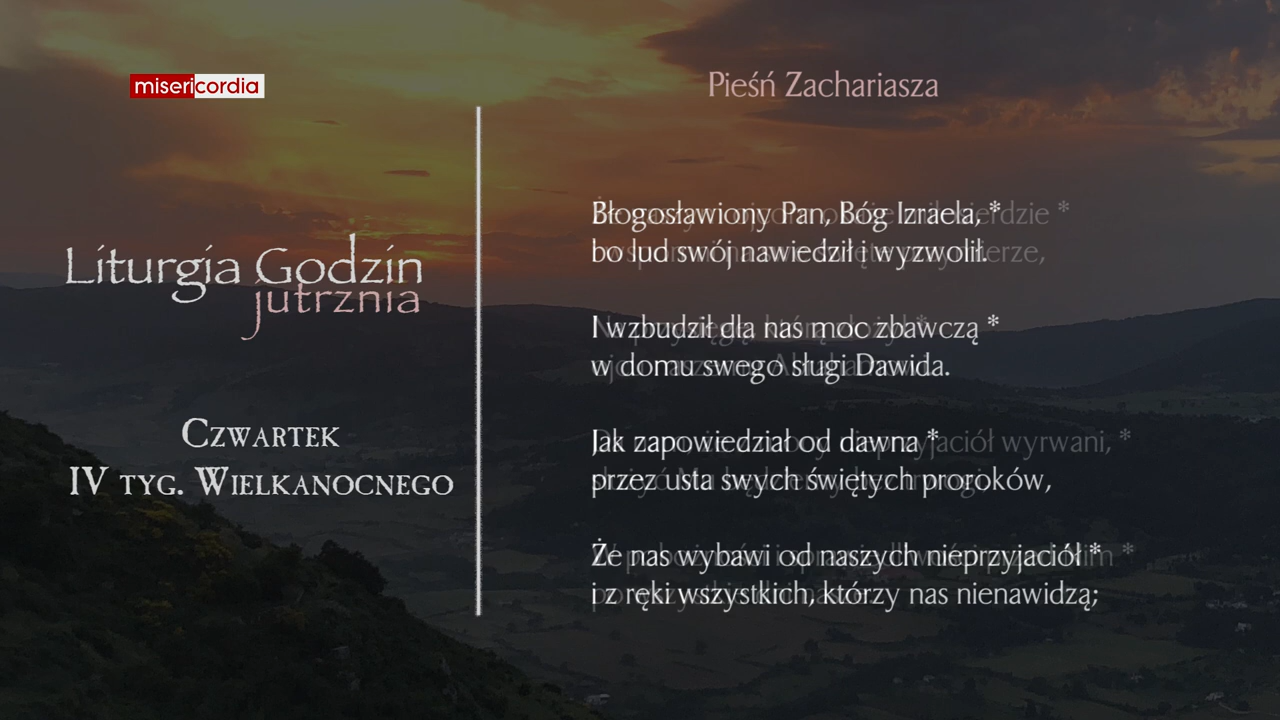 misericordia
Liturgia Godzin
jutrznia
Czwartek
IV tyg. Wielkanocnego
Pieśń Zachariasza
Błogosławiony Pan, Bóg Izraela, *
bo lud swój nawiedził i wyzwolił.
I wzbudził dla nas moc zbawczą *
w domu swego sługi Dawida.
Jak zapowiedział od dawna *
przez usta swych świętych proroków,
Że nas wybawi od naszych nieprzyjaciół *
i z ręki wszystkich, którzy nas nienawidzą;